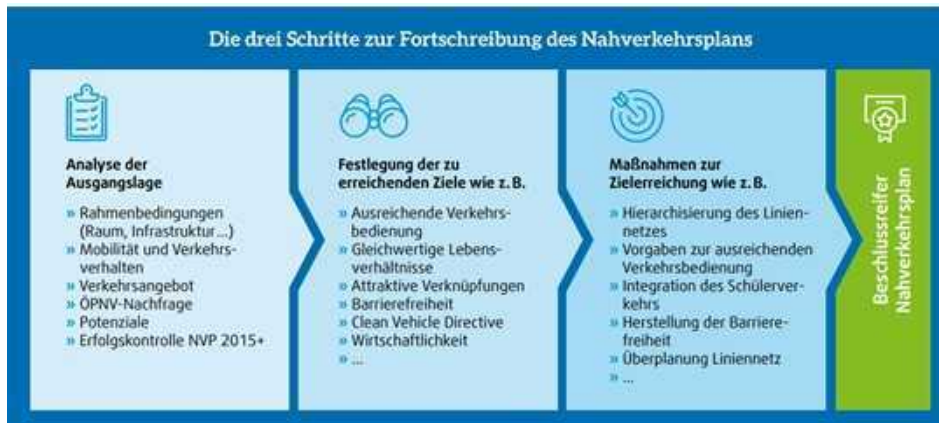 Die drei Schritte zur Fortschreibung des Nahverkehrsplans
Analyse der
Ausgangslage
» Rahmenbedingungen
(Raum, Infrastruktur...)
» Mobilität und Verkehrs-
verhalten
» Verkehrsangebot
» ÖPNV-Nachfrage
» Potenziale
» Erfolgskontrolle NVP 2015+
Festlegung der zu
erreichenden Ziele wie z. B.
» Ausreichende Verkehrs-
bedienung
» Gleichwertige Lebens-
verhältnisse
» Attraktive Verknüpfungen
» Barrierefreiheit
» Clean Vehicle Directive
» Wirtschaftlichkeit
» ...
Maßnahmen zur
Zielerreichung wie z. B.
» Hierarchisierung des Linien-
netzes
» Vorgaben zur ausreichenden
Verkehrsbedienung
» Integration des Schülerver-
kehrs
» Herstellung der Barriere-
freiheit
» Überplanung Liniennetz
» ...
Beschlussreifer
Nahverkehrsplan